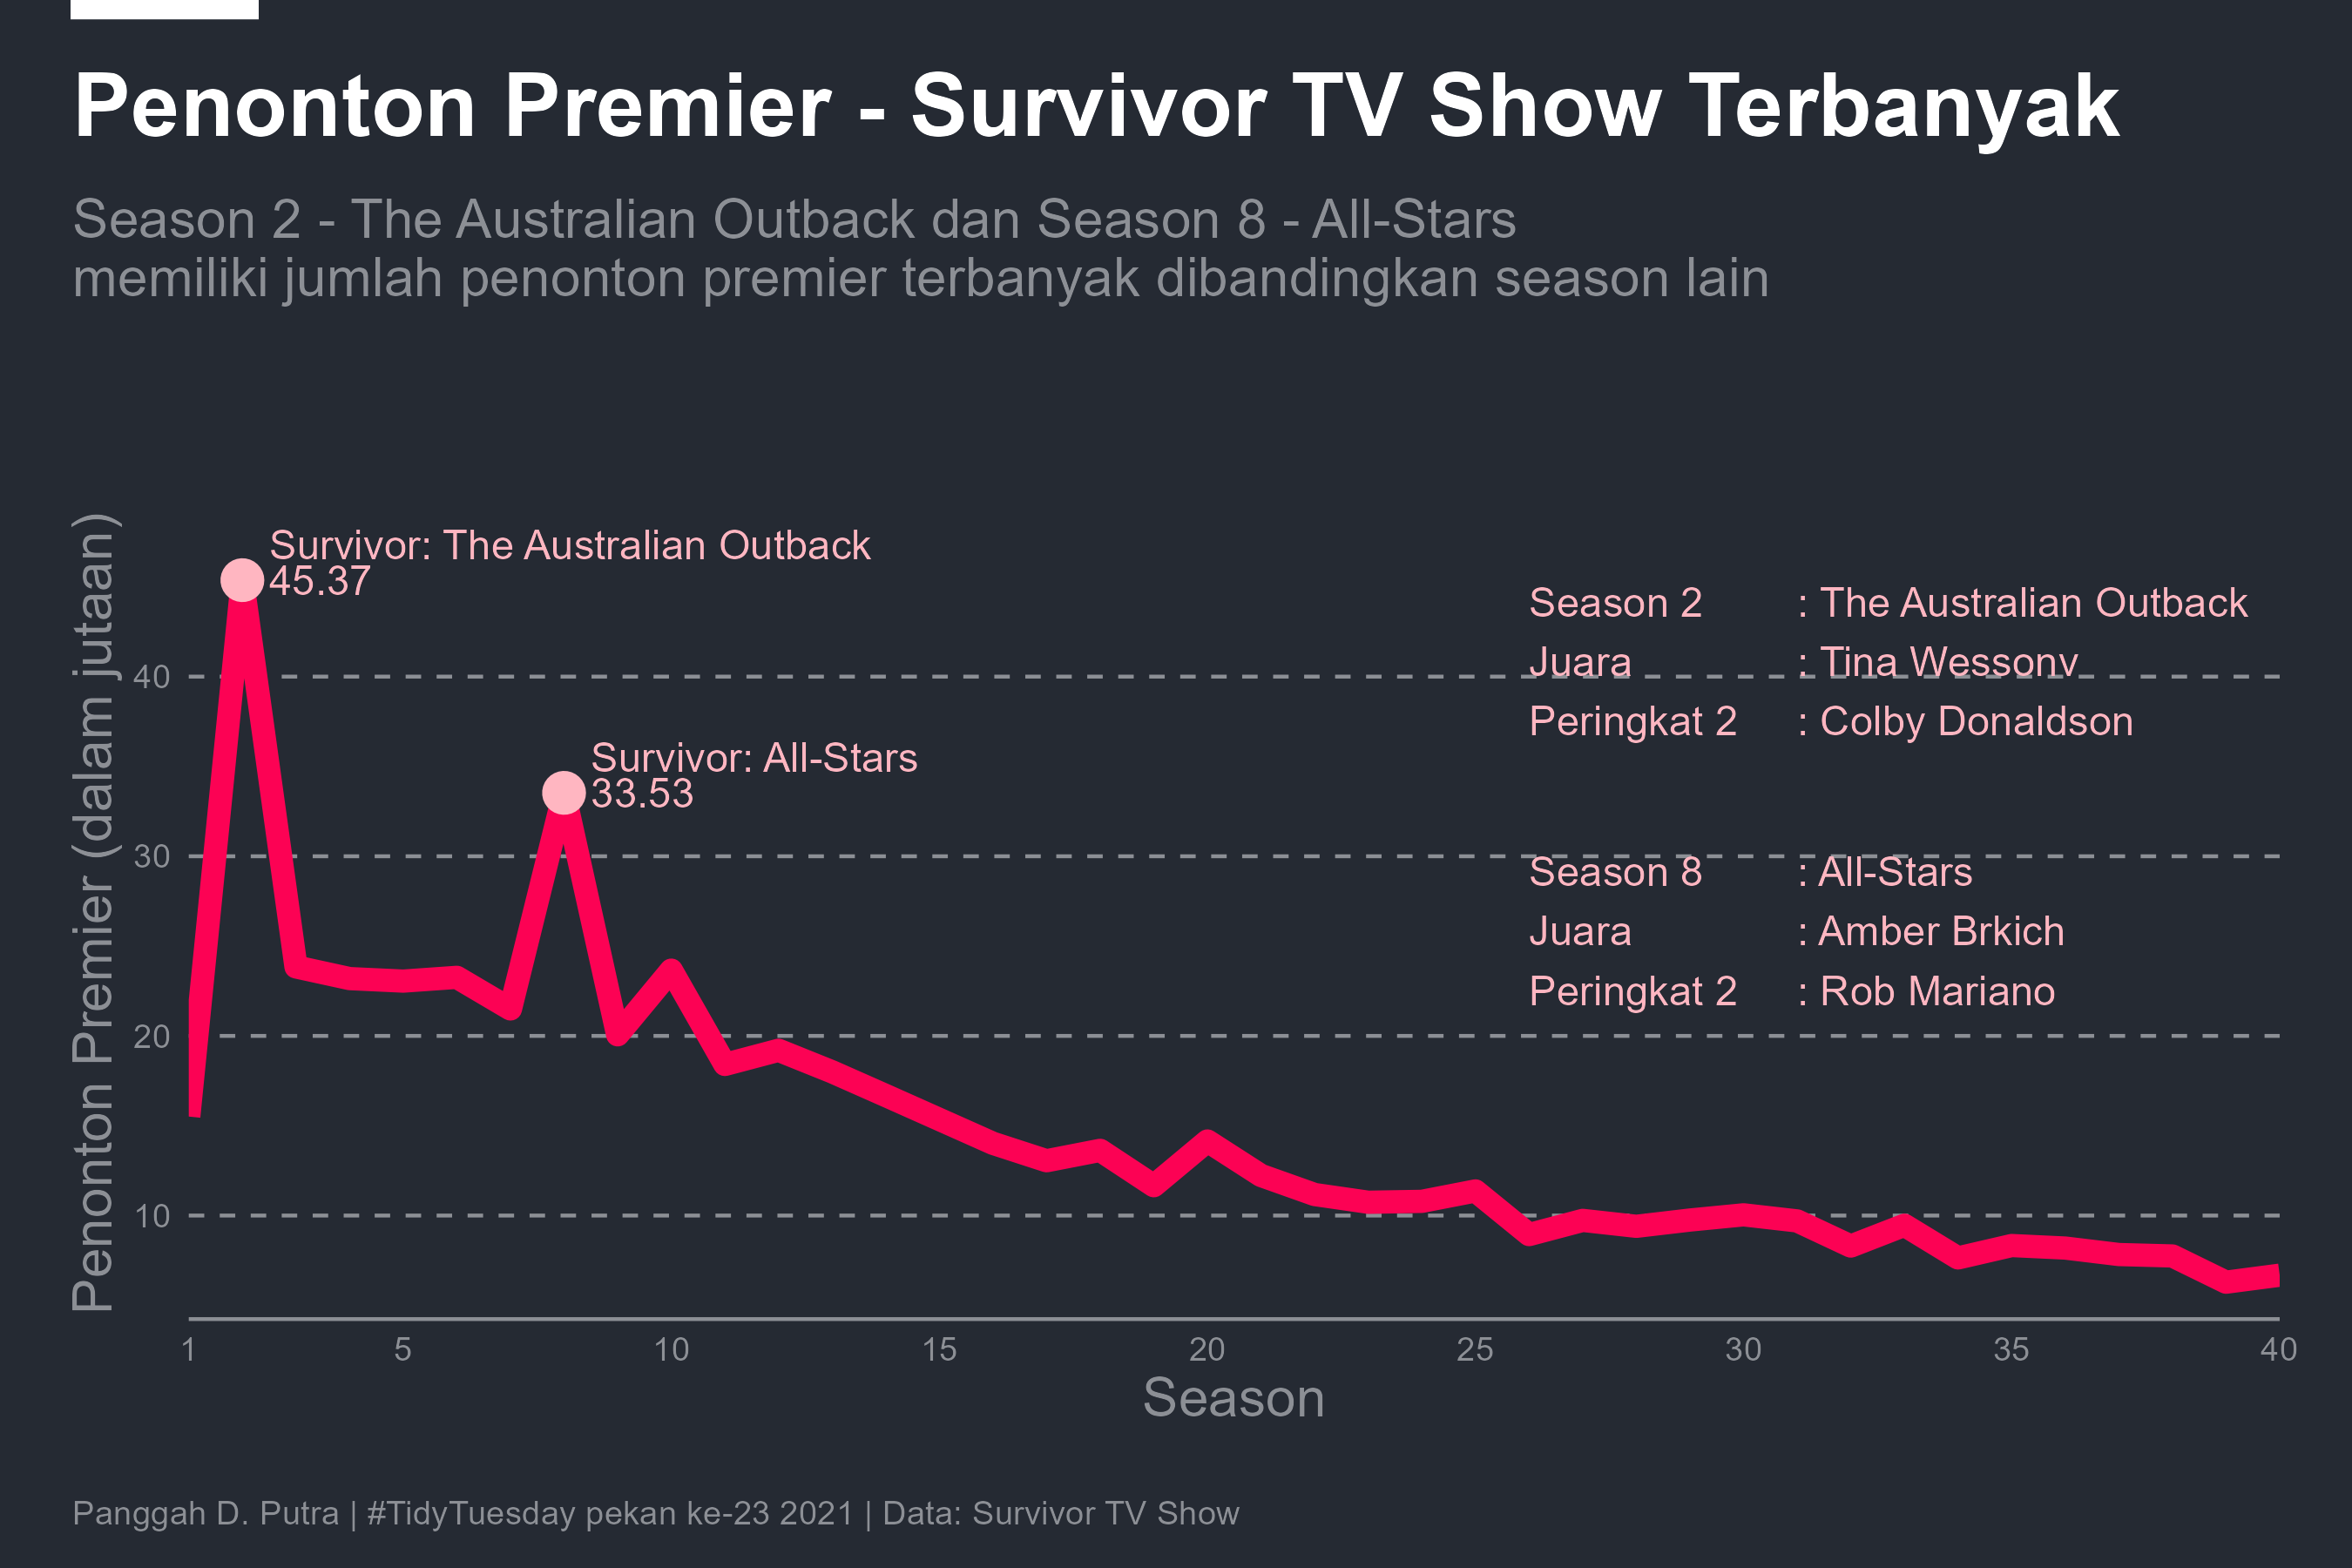 Penonton Premier - Survivor TV Show Terbanyak
Season 2 - The Australian Outback dan Season 8 - All-Stars
memiliki jumlah penonton premier terbanyak dibandingkan season lain
Penonton Premier (dalam jutaan)
40
30
20
10
Survivor: The Australian Outback
45.37
Survivor: All-Stars
33.53
Season 2 : The Australian Outback
Juara : Tina Wessonv
Peringkat 2 : Colby Donaldson
Season 8 : All-Stars
Juara : Amber Brkich
Peringkat 2 : Rob Mariano
1 5 10 15 20 25 30 35 40
Season
Panggah D. Putra | #TidyTuesday pekan ke-23 2021 | Data: Survivor TV Show